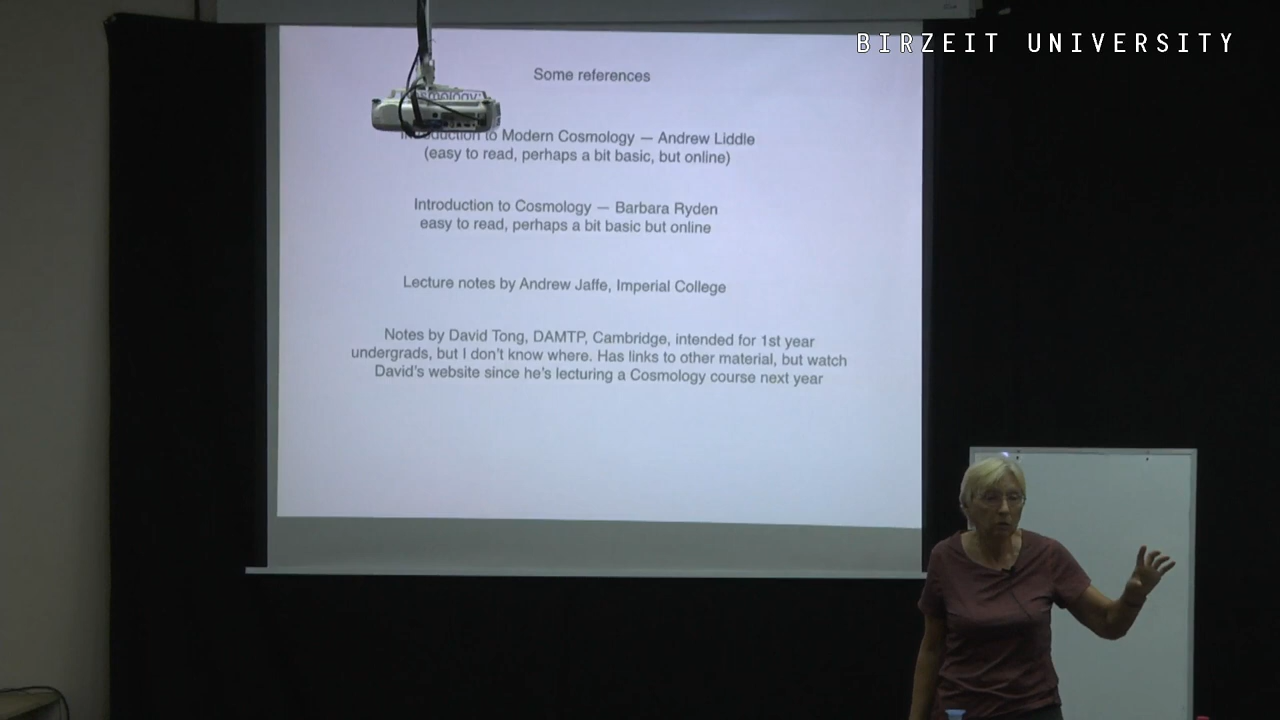 BIRZEIT UNIVERSITY
Some references
to Modern Cosmology — Andrew Liddle
(easy to read, perhaps a bit basic, but online)
Introduction to Cosmology — Barbara Ryden
easy to read, perhaps a bit basic but online
Lecture notes by Andrew Jaffe, Imperial College
Notes by David Tong, DAMTP, Cambridge, intended for 1st year
undergrads, but I don't know where. Has links to other material, but watch
David's website since he's lecturing a Cosmology course next year